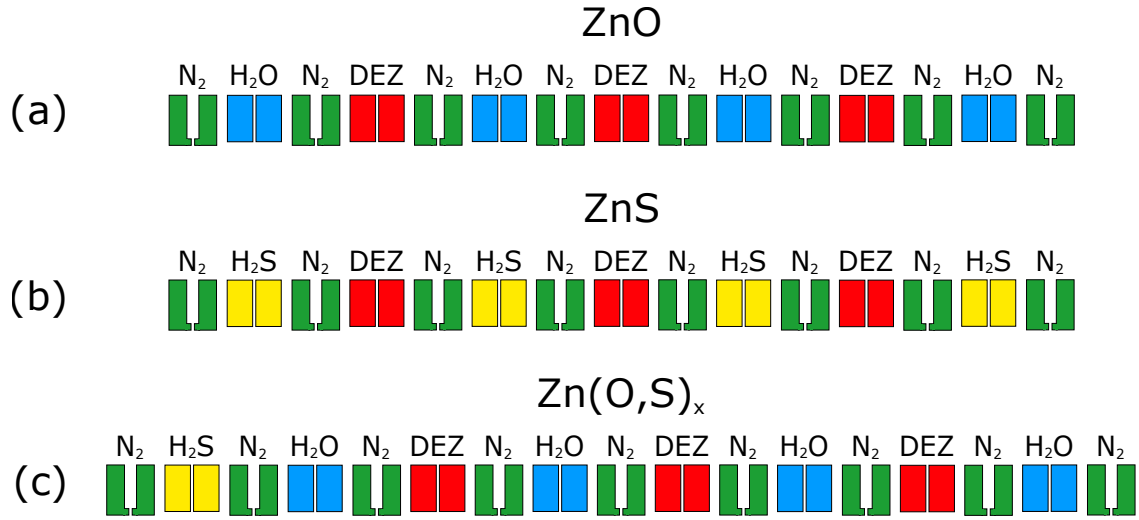 ZnO
(a) N₂ H₂O N₂ DEZ N₂ H₂O N₂ DEZ N₂ H₂O N₂ DEZ N₂ H₂O N₂
ZnS
(b) N₂ H₂S N₂ DEZ N₂ H₂S N₂ DEZ N₂ H₂S N₂ DEZ N₂ H₂S N₂
Zn(O,S)ₓ
(c) N₂ H₂S N₂ H₂O N₂ DEZ N₂ H₂O N₂ DEZ N₂ H₂O N₂ DEZ N₂ H₂O N₂